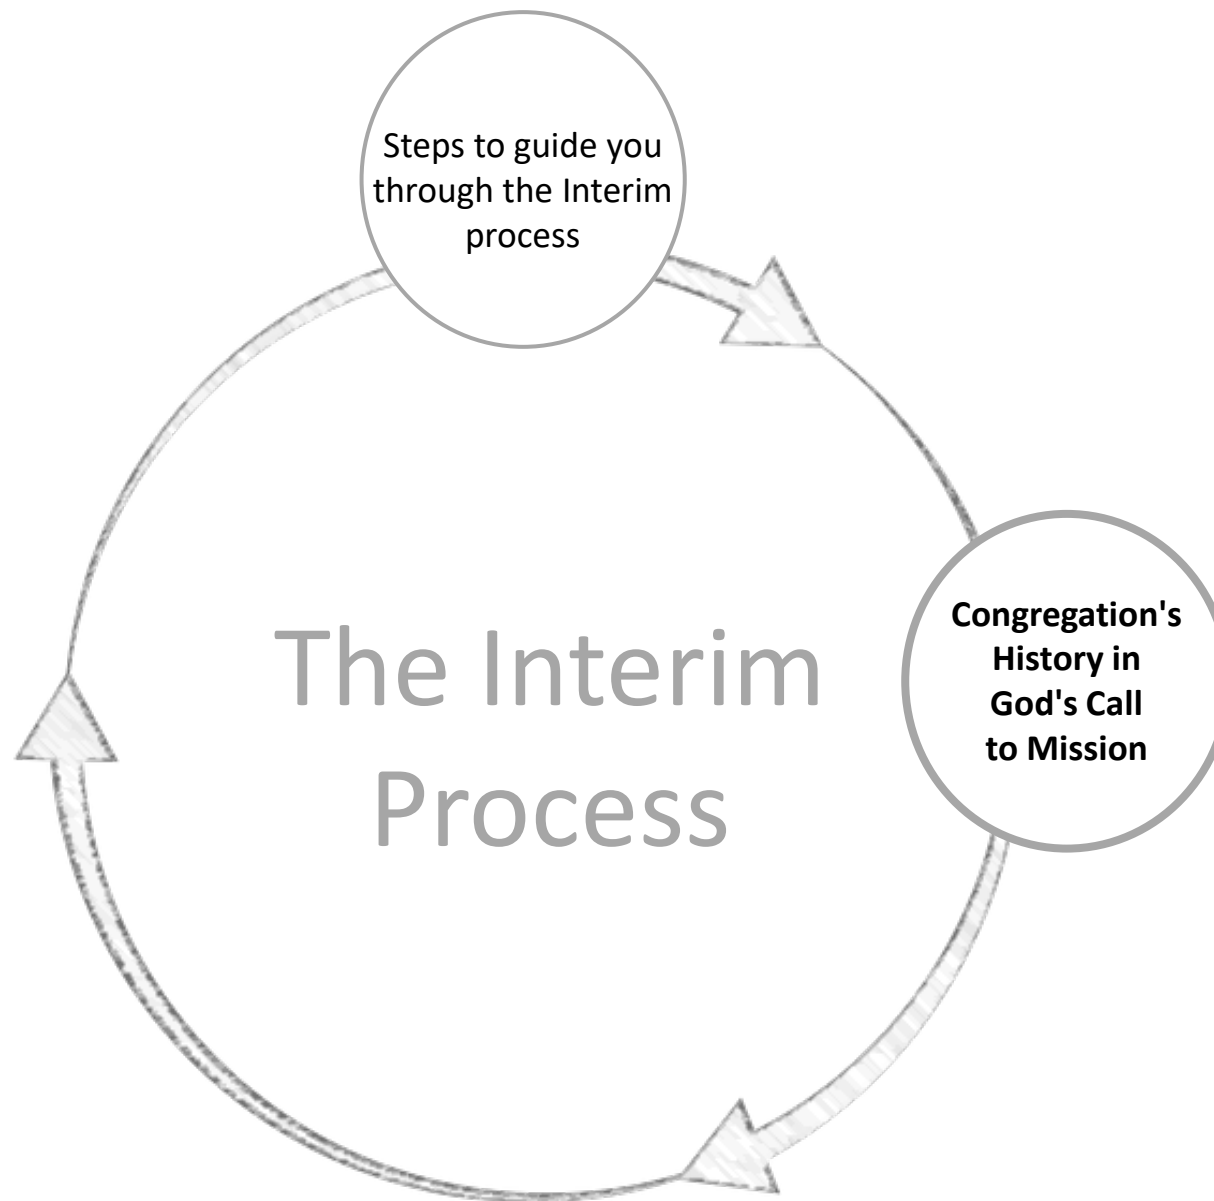 Steps to guide you
through the Interim
process
Congregation's
History in
God's Call
to Mission
The Interim
Process